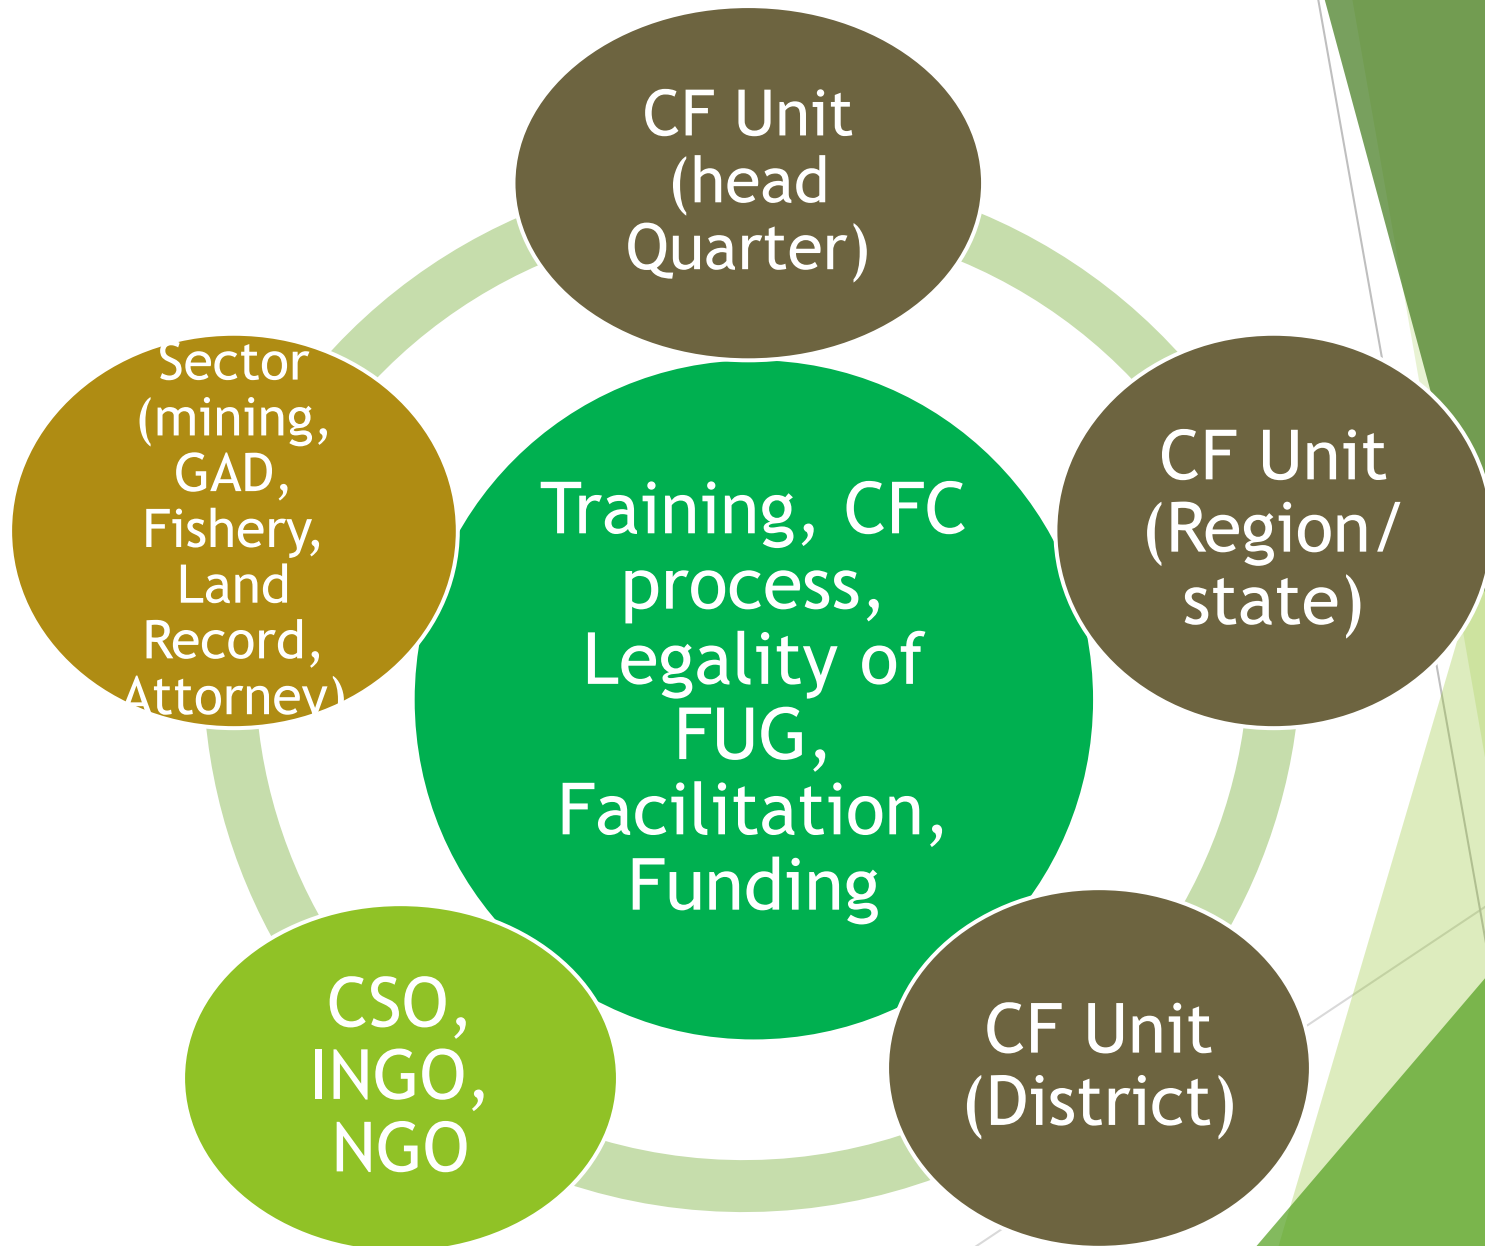 CF Unit
(head
Quarter)
Sector
(mining,
GAD,
Fishery,
Land
Record,
Attorney)
CF Unit
(Region/
state)
Training, CFC
process,
Legality of
FUG,
Facilitation,
Funding
CSO,
INGO,
NGO
CF Unit
(District)